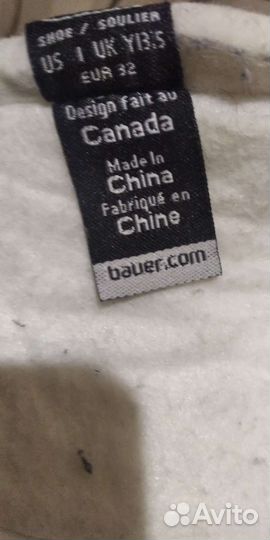 SHOE / SOULIER
US 1 UK Y13.5
EUR 32
Design fait au
Canada
Made In
China
Fabriqué en
Chine
bauer.com
Avito